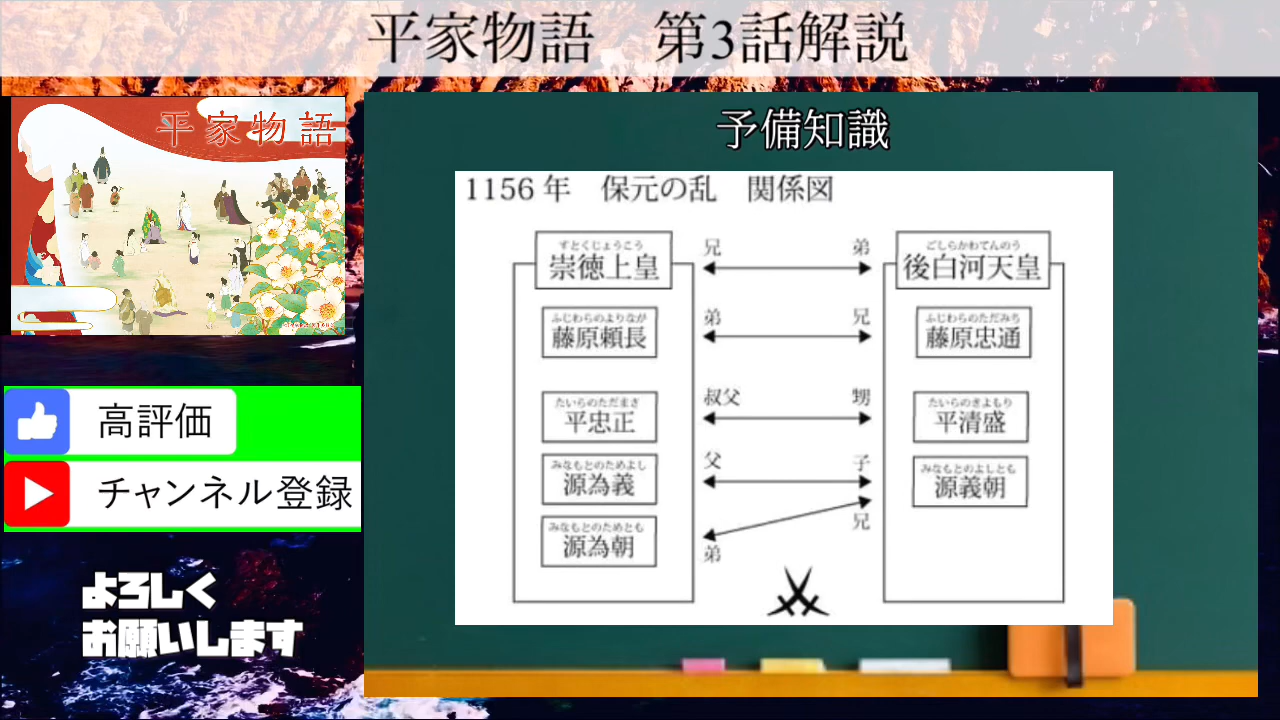 平家物語　第3話解説
平家物語
高評価
チャンネル登録
よろしく
お願いします
予備知識
1156年　保元の乱　関係図
すとくじょうこう
崇徳上皇
兄
弟
ごしらかわてんのう
後白河天皇
ふじわらのよりなが
藤原頼長
弟
兄
ふじわらのただみち
藤原忠通
たいらのただまさ
平忠正
叔父
甥
たいらのきよもり
平清盛
みなもとのためよし
源為義
父
子
みなもとのよしとも
源義朝
みなもとのためとも
源為朝
弟
兄